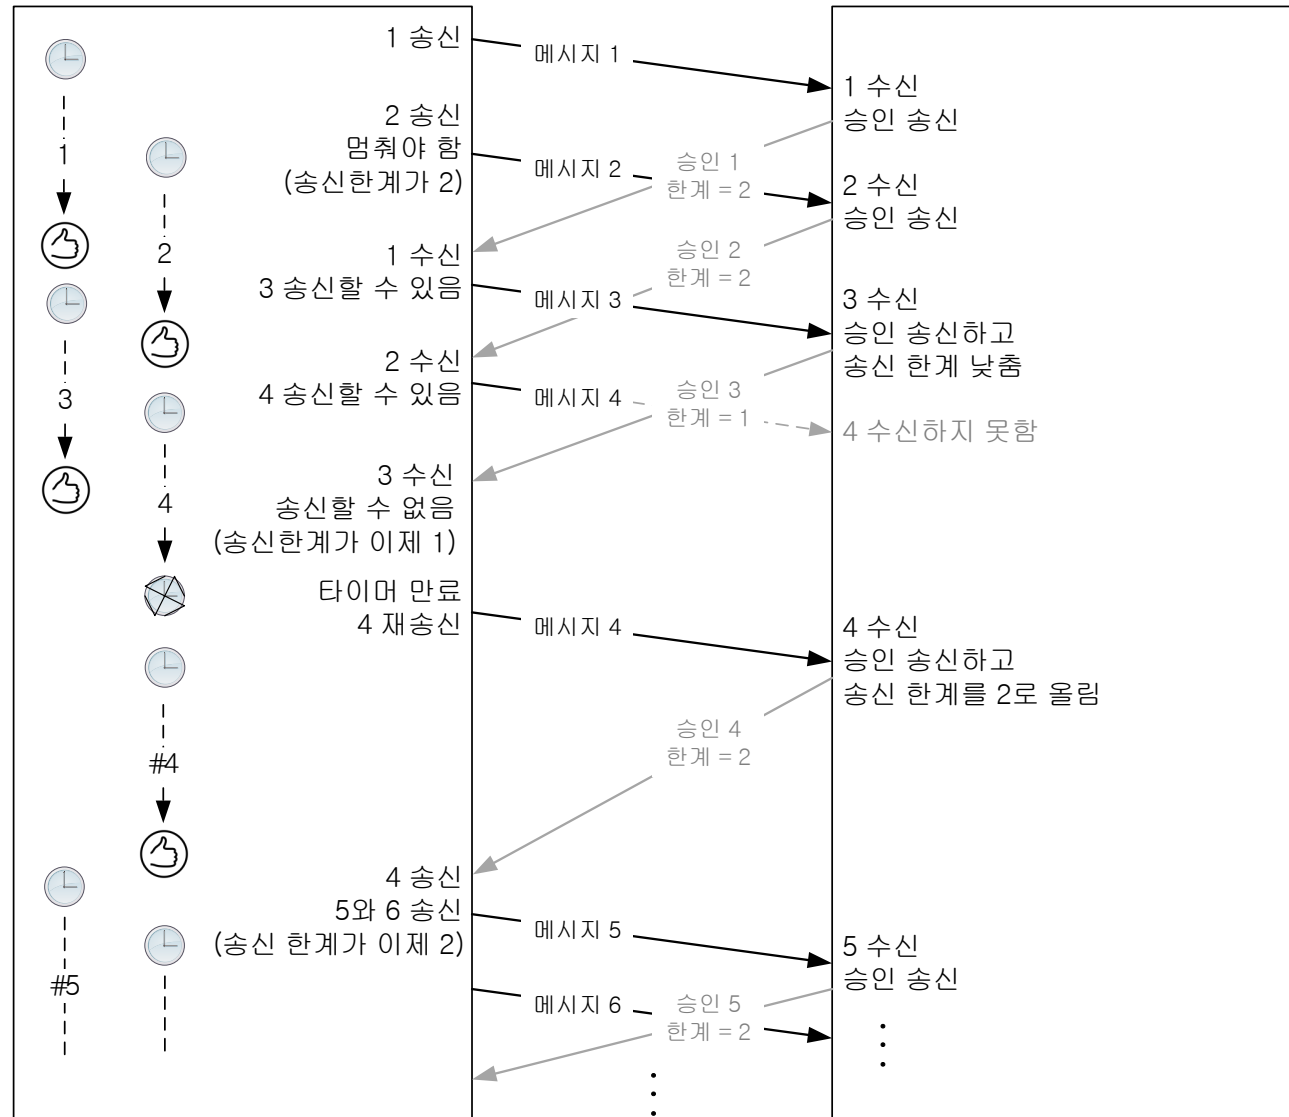 1 송신
메시지 1
1 수신
승인 송신
2 송신
멈춰야 함
(송신한계가 2)
1
메시지 2
승인 1
한계 = 2
2 수신
승인 송신
2
1 수신
3 송신할 수 있음
승인 2
한계 = 2
메시지 3
3 수신
승인 송신하고
송신 한계 낮춤
2 수신
4 송신할 수 있음
3
메시지 4
승인 3
한계 = 1
4 수신하지 못함
3 수신
송신할 수 없음
(송신한계가 이제 1)
4
타이머 만료
4 재송신
메시지 4
4 수신
승인 송신하고
송신 한계를 2로 올림
#4
승인 4
한계 = 2
4 송신
5와 6 송신
(송신 한계가 이제 2)
메시지 5
5 수신
승인 송신
#5
메시지 6
승인 5
한계 = 2